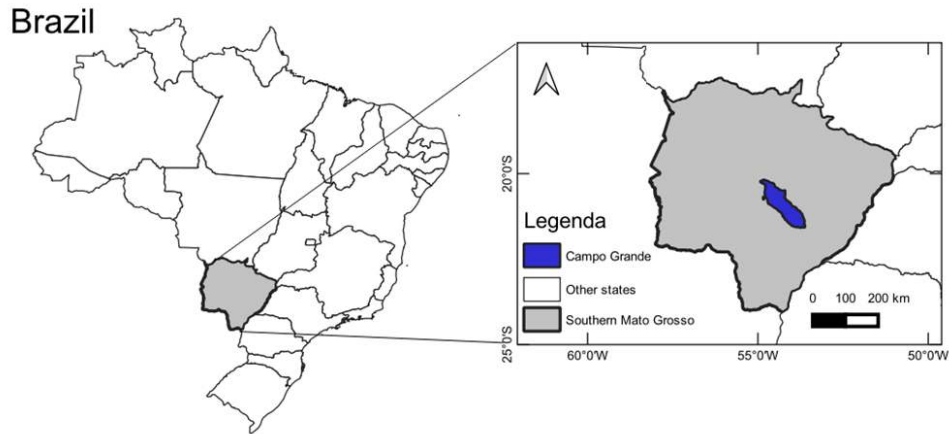 Brazil
20°0'S
25°0'S
Legenda
Campo Grande
Other states
Southern Mato Grosso
0 100 200 km
60°0'W 55°0'W 50°0'W